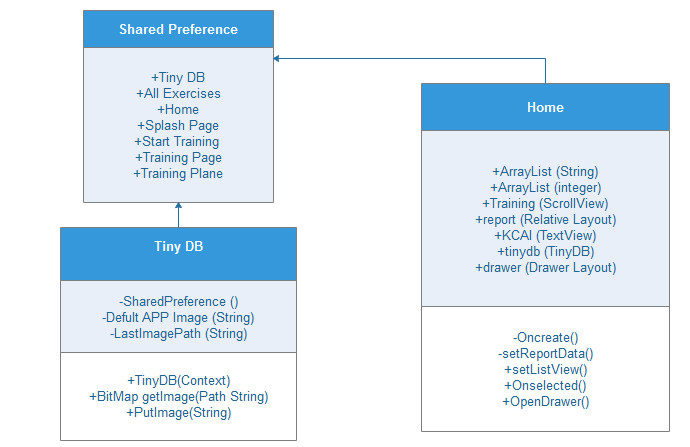 Shared Preference
+Tiny DB
+All Exercises
+Home
+Splash Page
+Start Training
+Training Page
+Training Plane
Home
+ArrayList (String)
+ArrayList (integer)
+Training (ScrollView)
+report (Relative Layout)
+KCAl (TextView)
+tinydb (TinyDB)
+drawer (Drawer Layout)
-Oncreate()
-setReportData()
+setListView()
+Onselected()
+OpenDrawer()
Tiny DB
-SharedPreference ()
-Defult APP Image (String)
-LastImagePath (String)
+TinyDB(Context)
+BitMap getImage(Path String)
+PutImage(String)